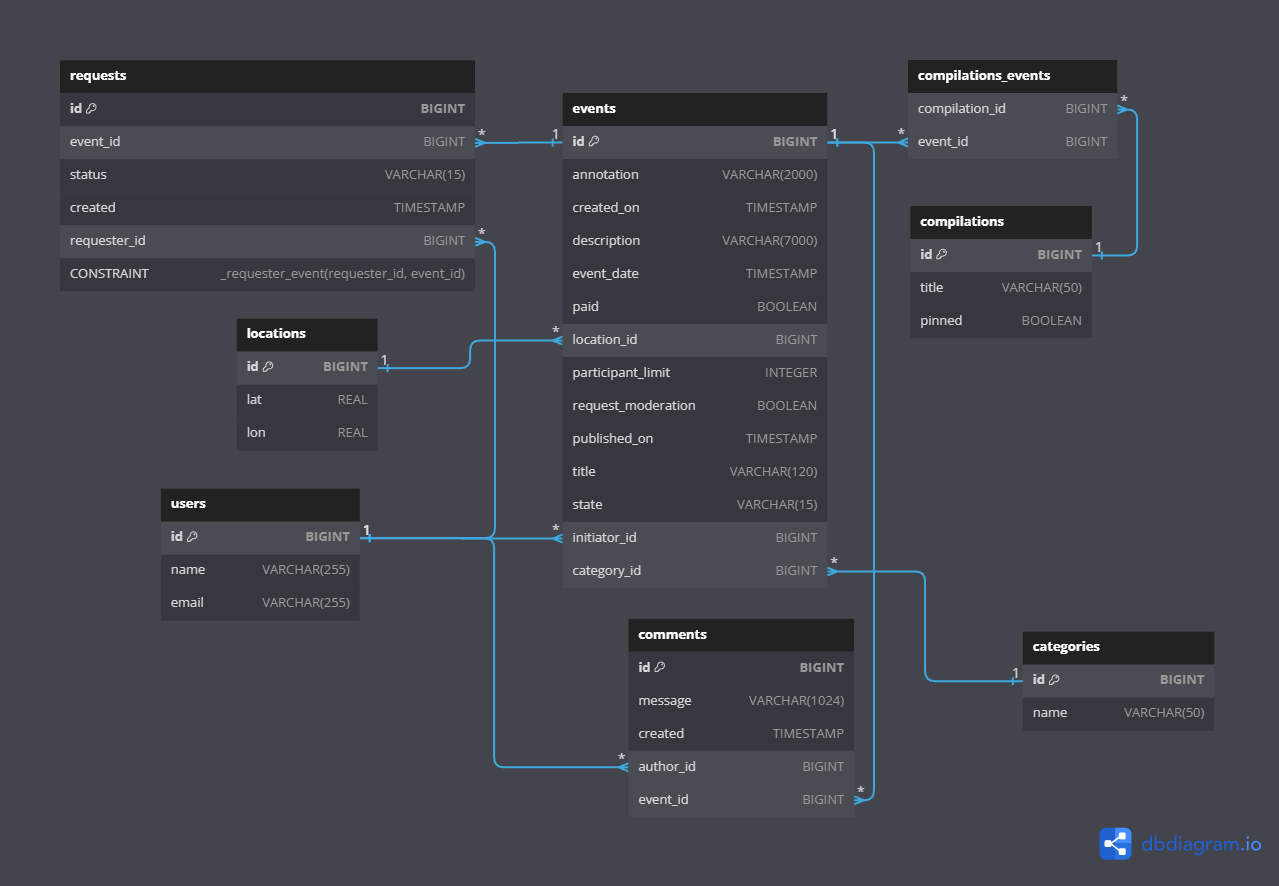 requests
id BIGINT
event_id BIGINT
status VARCHAR(15)
created TIMESTAMP
requester_id BIGINT
CONSTRAINT _requester_event(requester_id, event_id)
* 1
*
events
id BIGINT
annotation VARCHAR(2000)
created_on TIMESTAMP
description VARCHAR(7000)
event_date TIMESTAMP
paid BOOLEAN
location_id BIGINT
participant_limit INTEGER
request_moderation BOOLEAN
published_on TIMESTAMP
title VARCHAR(120)
state VARCHAR(15)
initiator_id BIGINT
category_id BIGINT
1 *
*
*
*
compilations_events
compilation_id BIGINT
event_id BIGINT
*
compilations
id BIGINT
title VARCHAR(50)
pinned BOOLEAN
1
locations
id BIGINT
lat REAL
lon REAL
1
users
id BIGINT
name VARCHAR(255)
email VARCHAR(255)
1
comments
id BIGINT
message VARCHAR(1024)
created TIMESTAMP
author_id BIGINT
event_id BIGINT
*
*
categories
id BIGINT
name VARCHAR(50)
1
dbdiagram.io